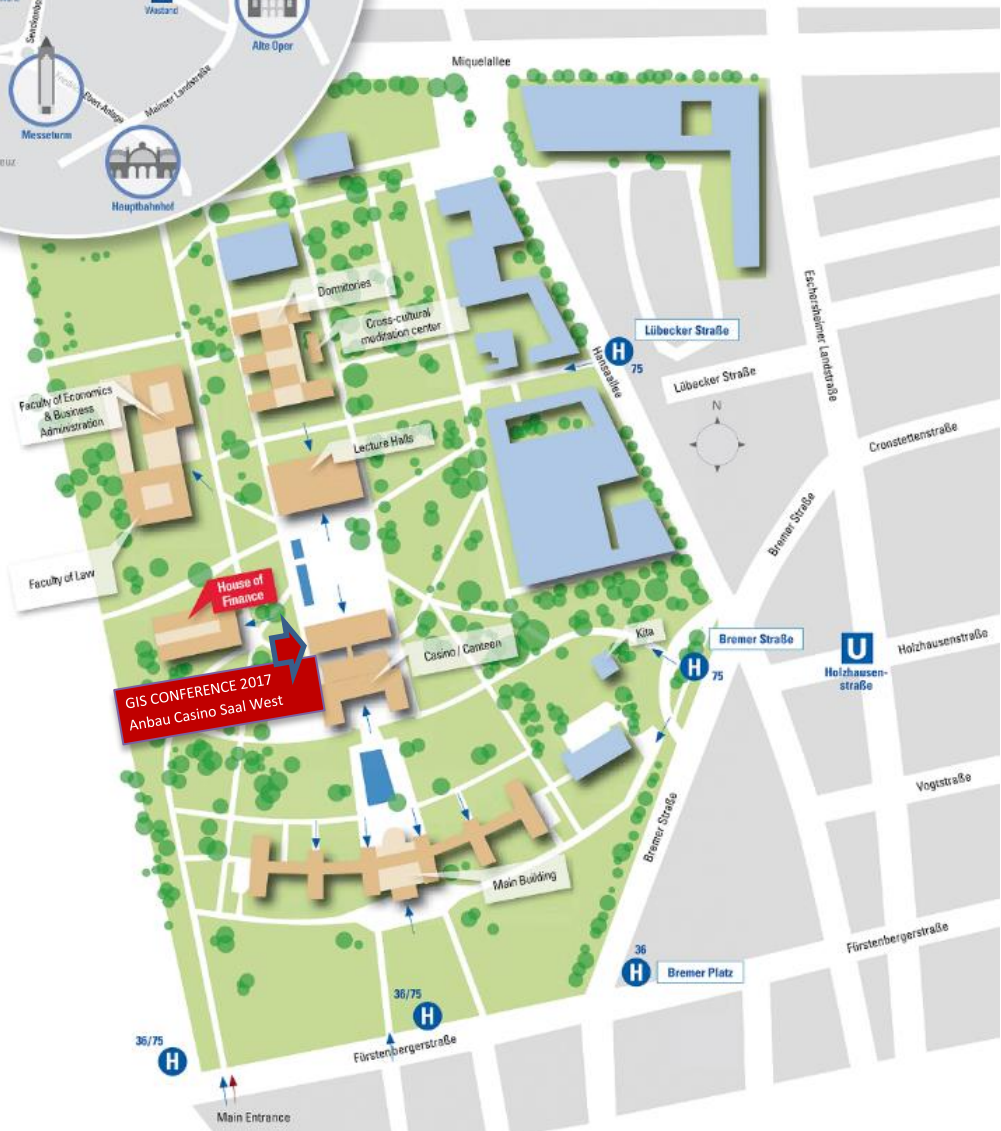 Westend
Alte Oper
Mainzer Landstraße
Ebert-Anlage
Messeturm
Hauptbahnhof
Miquelallee
Dormitories
Cross-cultural
meditation center
Eschersheimer Landstraße
Lübecker Straße
H
75
Hansaallee
Lübecker Straße
N
Faculty of Economics
& Business
Administration
Lecture Halls
Cronstettenstraße
Bremer Straße
Faculty of Law
House of
Finance
Kita
Bremer Straße
H
75
U
Holzhausen-
straße
Holzhausenstraße
Casino / Canteen
GIS CONFERENCE 2017
Anbau Casino Saal West
Vogtstraße
Bremer Straße
Main Building
Fürstenbergerstraße
36
H
Bremer Platz
36/75
H
36/75
H
Fürstenbergerstraße
Main Entrance